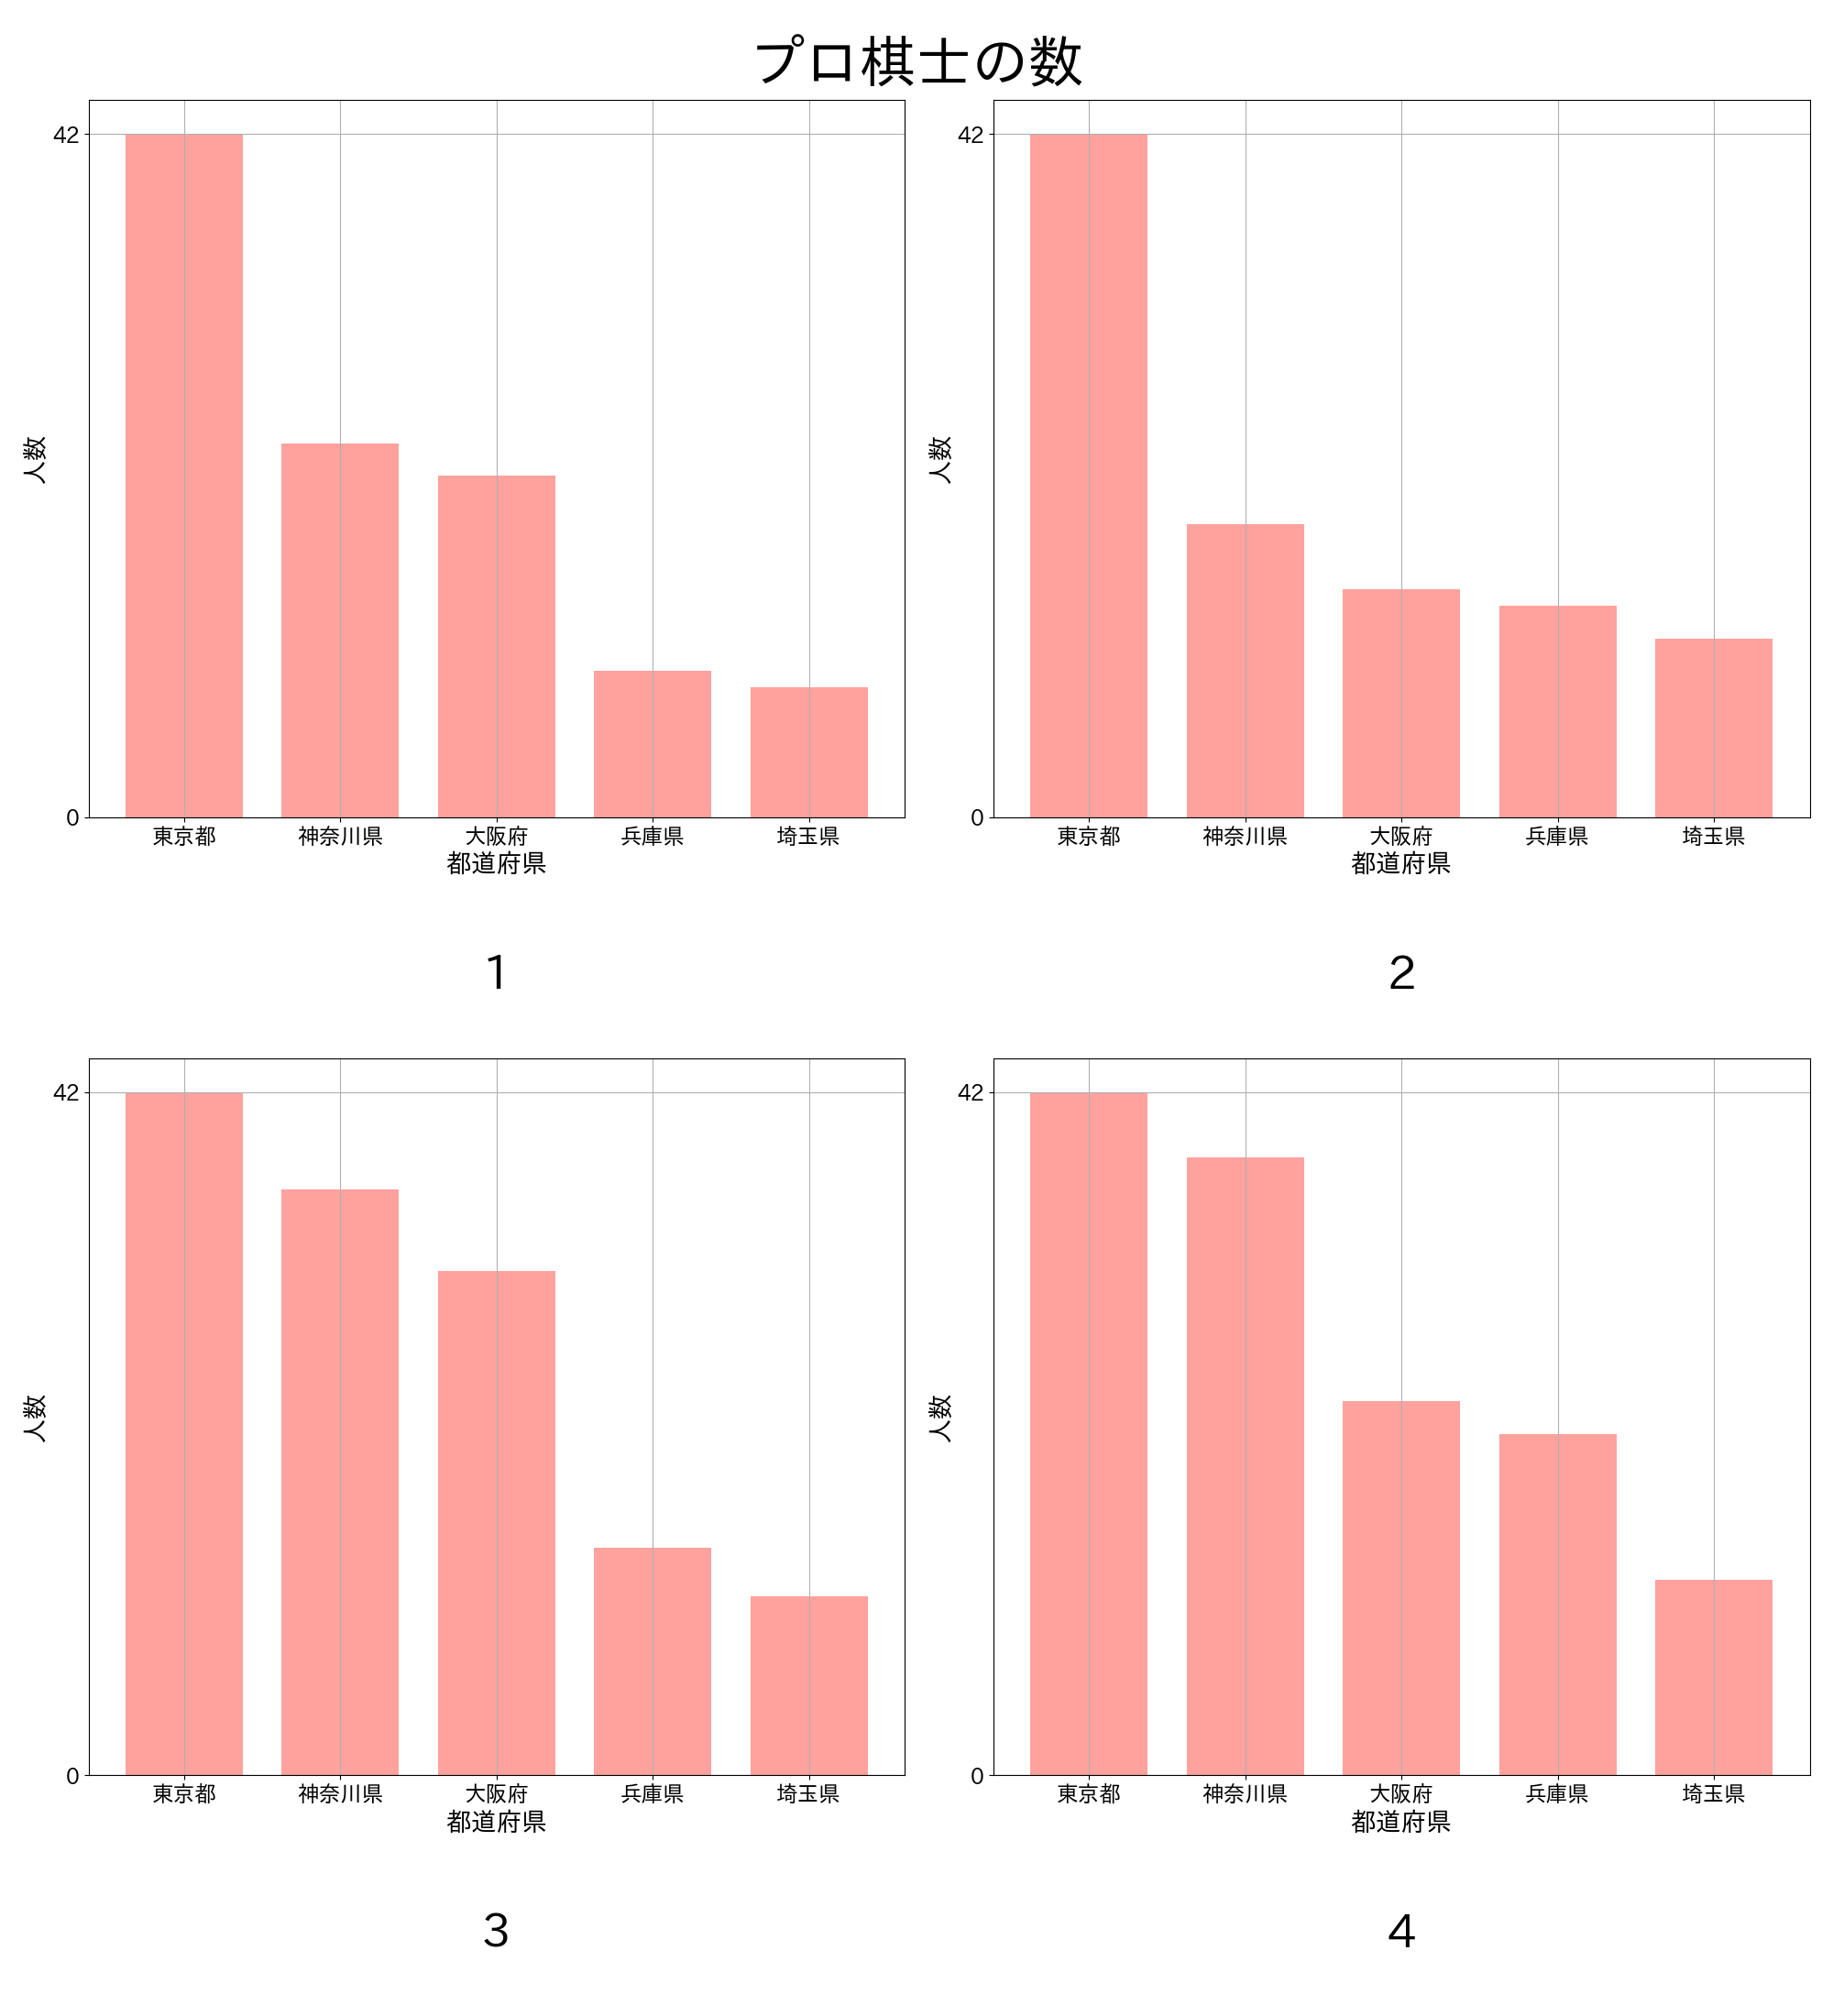 プロ棋士の数
42
人数
0
東京都 神奈川県 大阪府 兵庫県 埼玉県
都道府県
1
42
人数
0
東京都 神奈川県 大阪府 兵庫県 埼玉県
都道府県
2
42
人数
0
東京都 神奈川県 大阪府 兵庫県 埼玉県
都道府県
3
42
人数
0
東京都 神奈川県 大阪府 兵庫県 埼玉県
都道府県
4